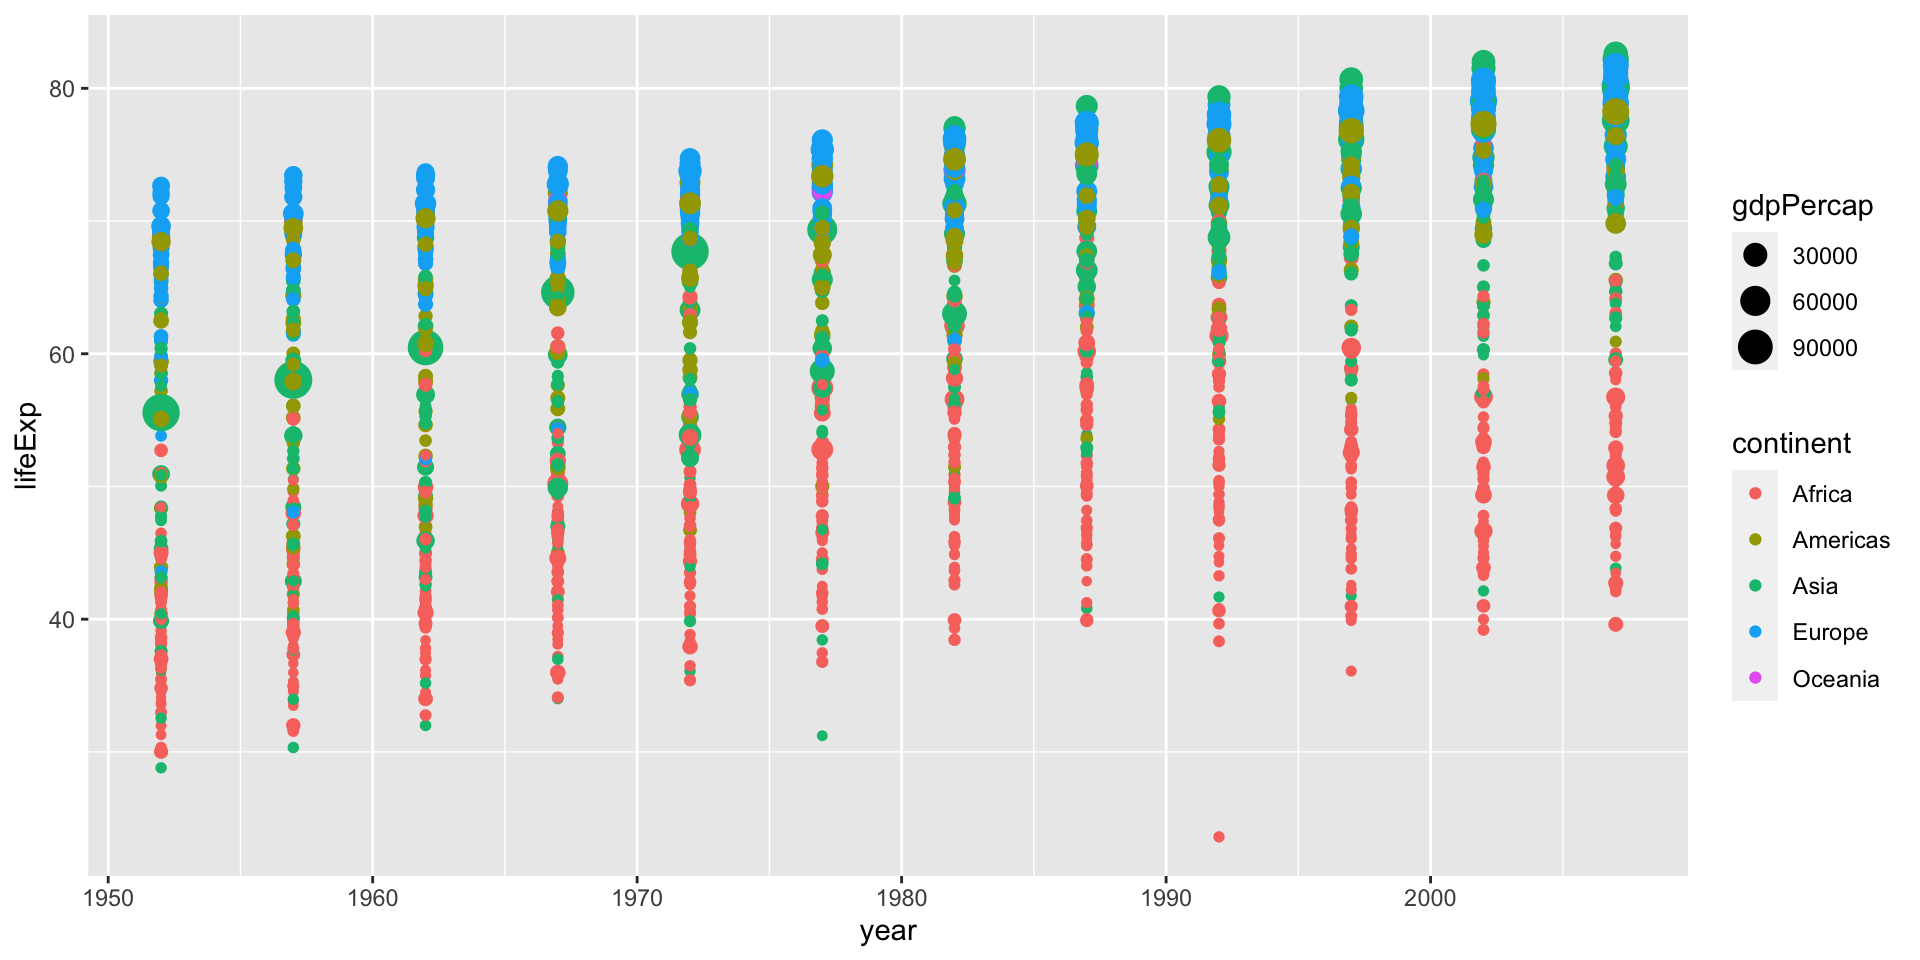 80
60
40
lifeExp
1950
1960
1970
1980
1990
2000
year
gdpPercap
30000
60000
90000
continent
Africa
Americas
Asia
Europe
Oceania